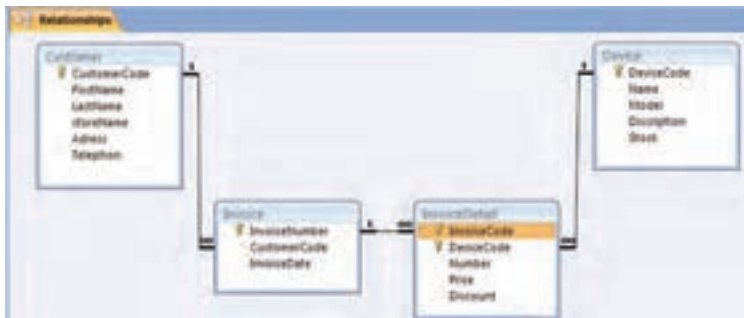 Relationships
Customer
CustomerCode
FirstName
LastName
storeName
Adress
Telephon
1
Device
DeviceCode
Name
Model
Discription
Stock
1
Invoice
InvoiceNumber
CustomerCode
InvoiceDate
1
∞
∞
InvoiceDetail
InvoiceCode
DeviceCode
Number
Price
Discount
∞